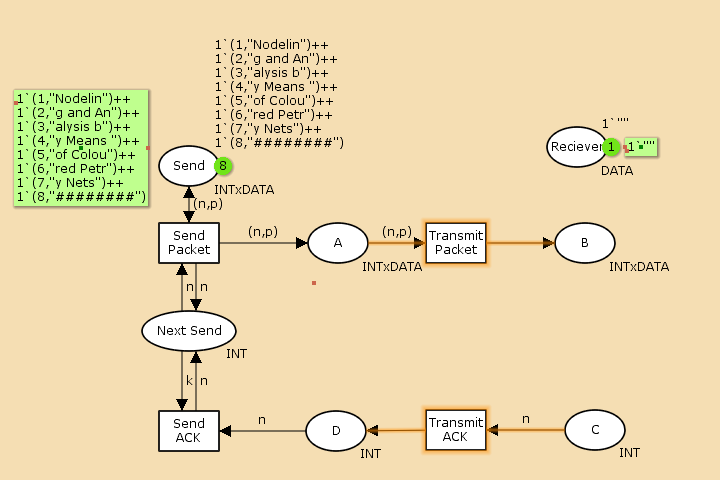 1`(1,"Nodelin")++
1`(2,"g and An")++
1`(3,"alysis b")++
1`(4,"y Means ")++
1`(5,"of Colou")++
1`(6,"red Petr")++
1`(7,"y Nets")++
1`(8,"########")
1`(1,"Nodelin")++
1`(2,"g and An")++
1`(3,"alysis b")++
1`(4,"y Means ")++
1`(5,"of Colou")++
1`(6,"red Petr")++
1`(7,"y Nets")++
1`(8,"########")
1`""
Reciever
1
1`""
DATA
Send
8
INTxDATA
(n,p)
Send
Packet
(n,p)
A
INTxDATA
(n,p)
Transmit
Packet
B
INTxDATA
n
n
Next Send
INT
k
n
Send
ACK
n
D
INT
Transmit
ACK
n
C
INT